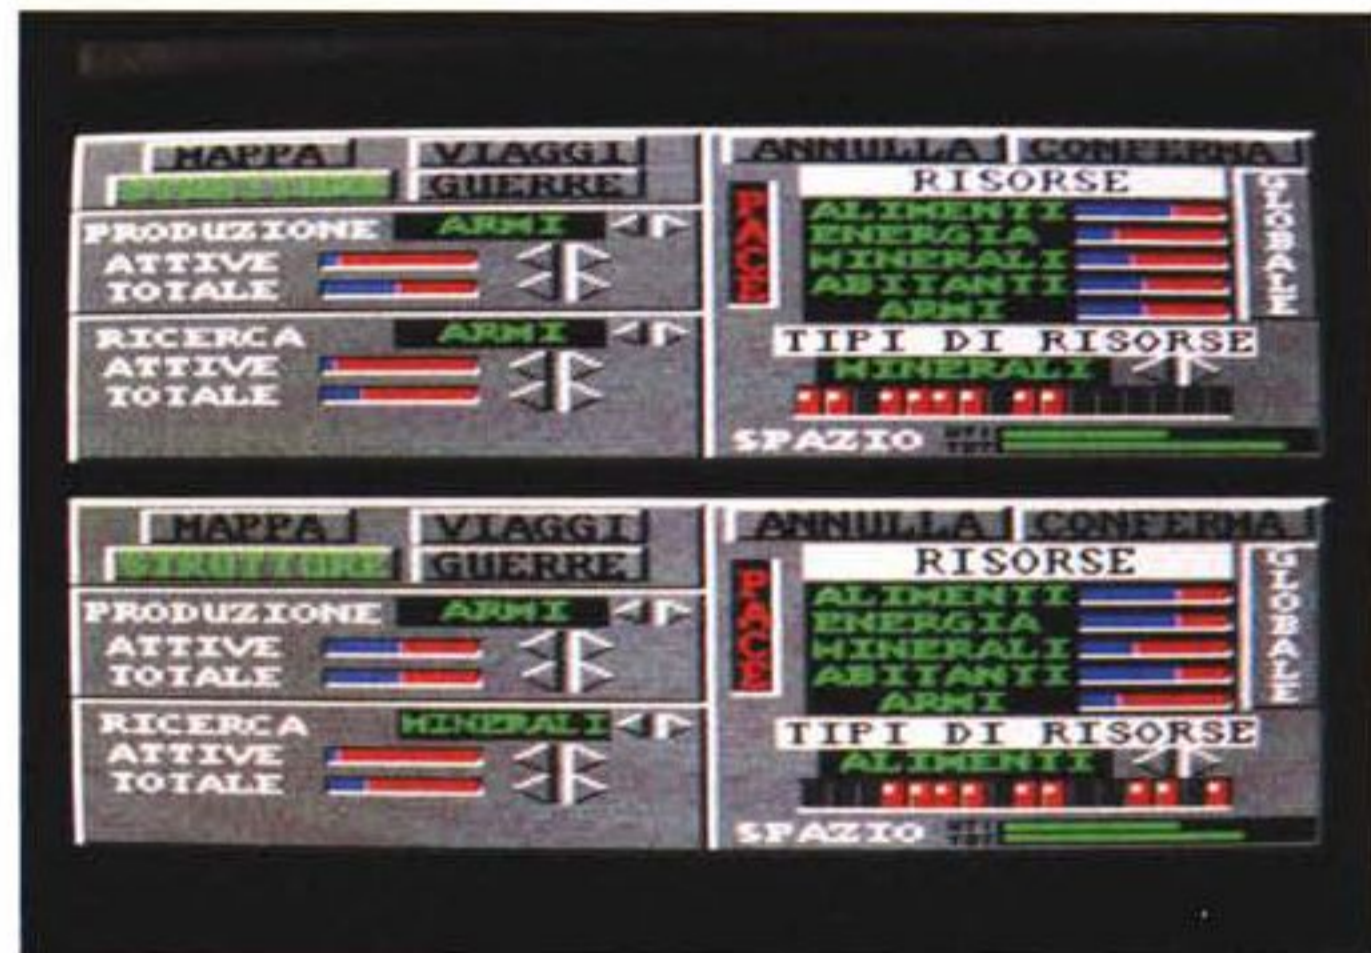 MAPPA VIAGGI ANNULLA CONFERMA
GUERRE RISORSE
PACE
GLOBALE
PRODUZIONE ARMI
ATTIVE
TOTALE
ALIMENTI
ENERGIA
MINERALI
ABITANTI
ARMI
RICERCA ARMI
ATTIVE
TOTALE
TIPI DI RISORSE
MINERALI
SPAZIO
TOT
MAPPA VIAGGI ANNULLA CONFERMA
STRUTTURE GUERRE RISORSE
PACE
GLOBALE
PRODUZIONE ARMI
ATTIVE
TOTALE
ALIMENTI
ENERGIA
MINERALI
ABITANTI
ARMI
RICERCA MINERALI
ATTIVE
TOTALE
TIPI DI RISORSE
ALIMENTI
SPAZIO
TOT